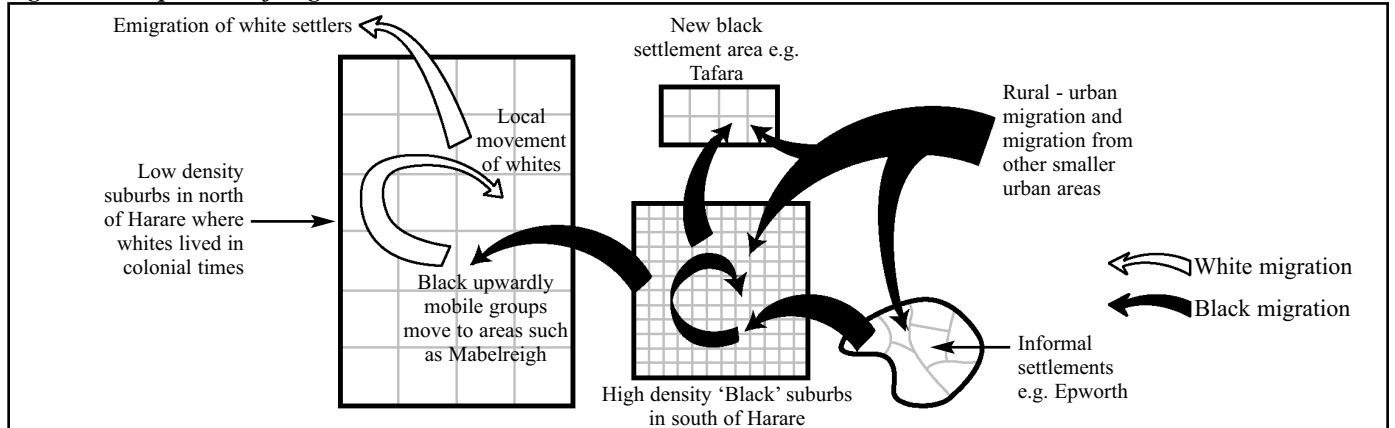 Emigration of white settlers
New black
settlement area e.g.
Tafara
Rural - urban
migration and
migration from
other smaller
urban areas
Local
movement
of whites
Low density
suburbs in north
of Harare where
whites lived in
colonial times
Black upwardly
mobile groups
move to areas such
as Mabelreigh
White migration
Black migration
Informal
settlements
e.g. Epworth
High density ‘Black’ suburbs
in south of Harare